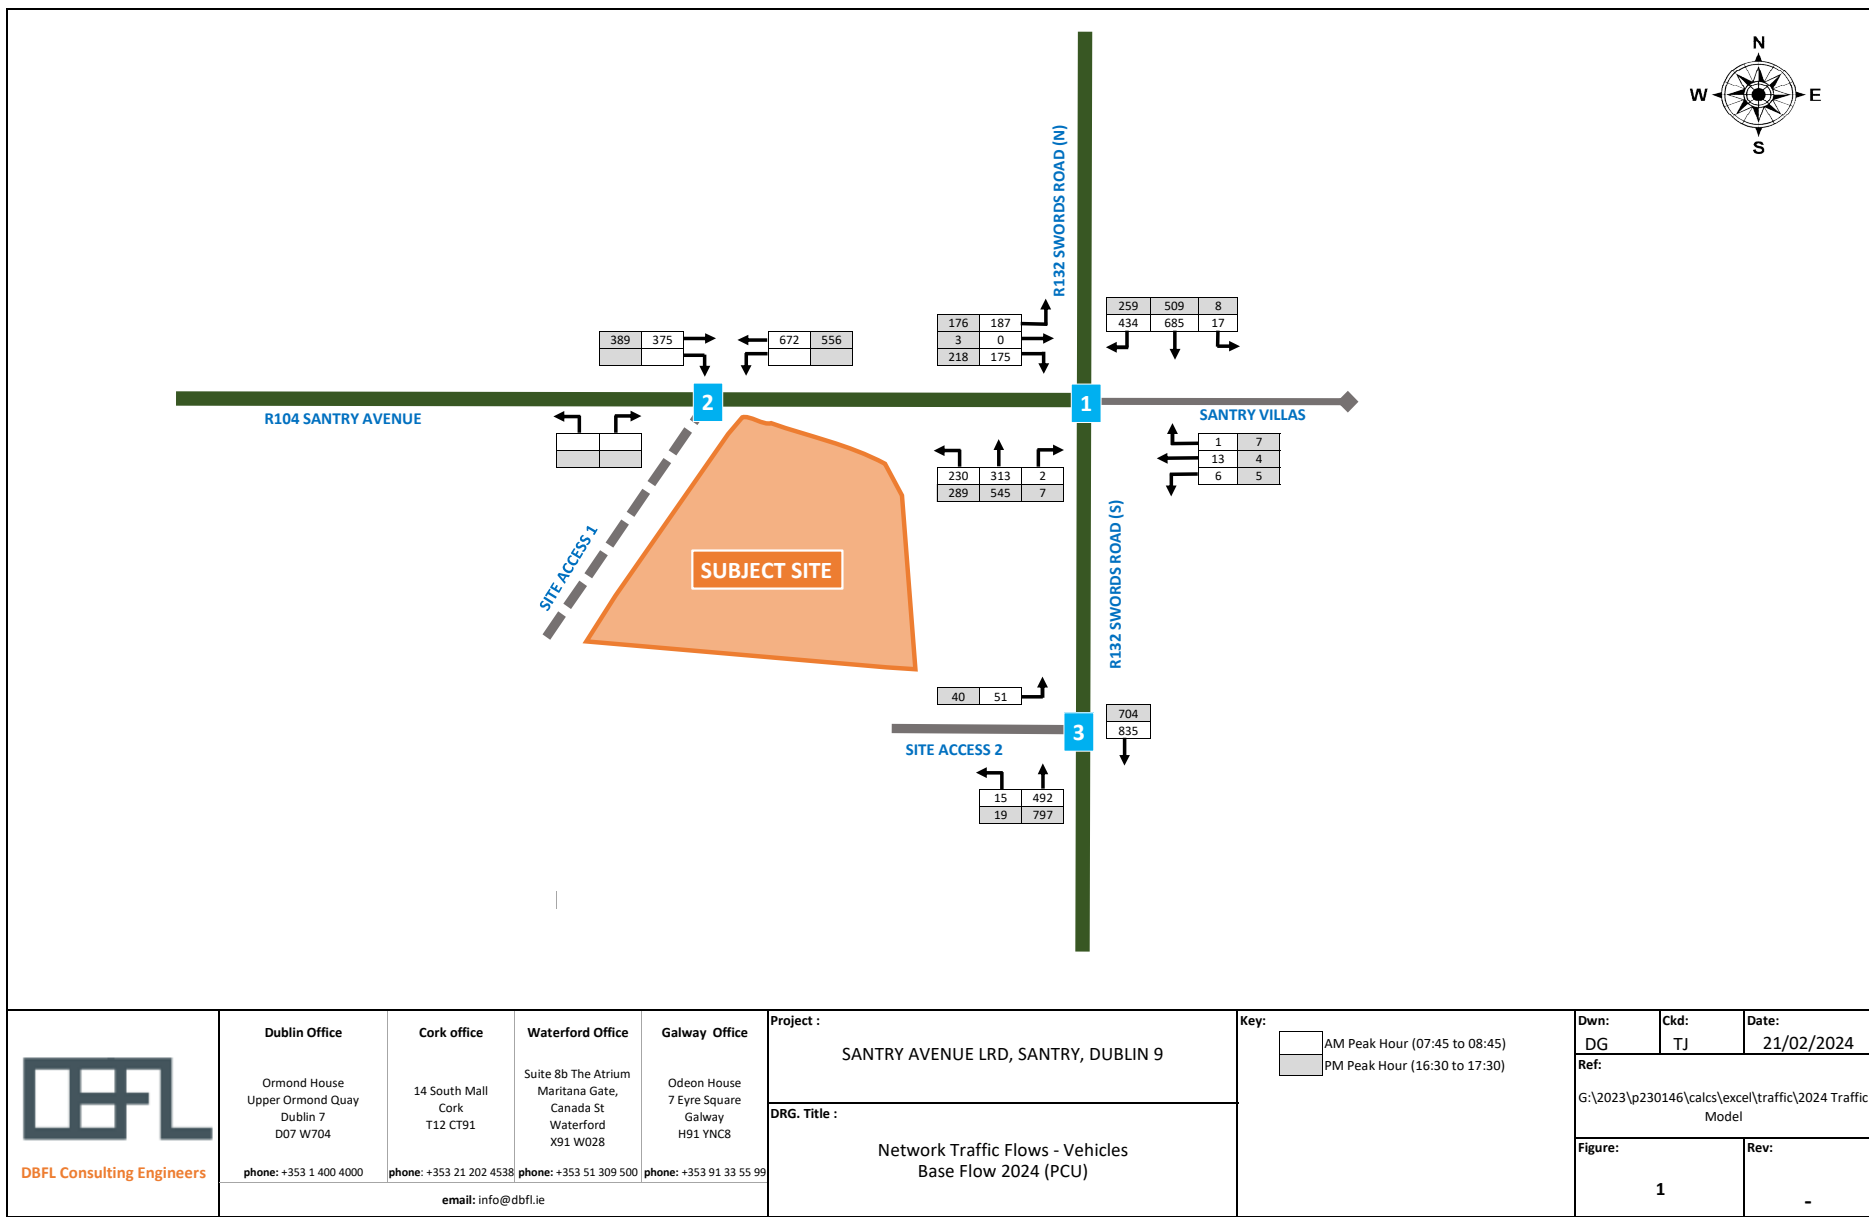 N
W E
S
R132 SWORDS ROAD (N)
259 509 8
434 685 17
176 187
3 0
218 175
389 375
672 556
2
1
R104 SANTRY AVENUE
SANTRY VILLAS
1 7
13 4
6 5
230 313 2
289 545 7
SITE ACCESS 1
SUBJECT SITE
R132 SWORDS ROAD (S)
40 51
704
835
3
SITE ACCESS 2
15 492
19 797
DBFL
DBFL Consulting Engineers
Dublin Office
Ormond House
Upper Ormond Quay
Dublin 7
D07 W704
phone: +353 1 400 4000
Cork office
14 South Mall
Cork
T12 CT91
phone: +353 21 202 4538
Waterford Office
Suite 8b The Atrium
Maritana Gate,
Canada St
Waterford
X91 W028
phone: +353 51 309 500
Galway Office
Odeon House
7 Eyre Square
Galway
H91 YNC8
phone: +353 91 33 55 99
email: info@dbfl.ie
Project :
SANTRY AVENUE LRD, SANTRY, DUBLIN 9
DRG. Title :
Network Traffic Flows - Vehicles
Base Flow 2024 (PCU)
Key:
AM Peak Hour (07:45 to 08:45)
PM Peak Hour (16:30 to 17:30)
Dwn:
DG
Ckd:
TJ
Date:
21/02/2024
Ref:
G:\2023\p230146\calcs\excel\traffic\2024 Traffic
Model
Figure:
1
Rev:
-